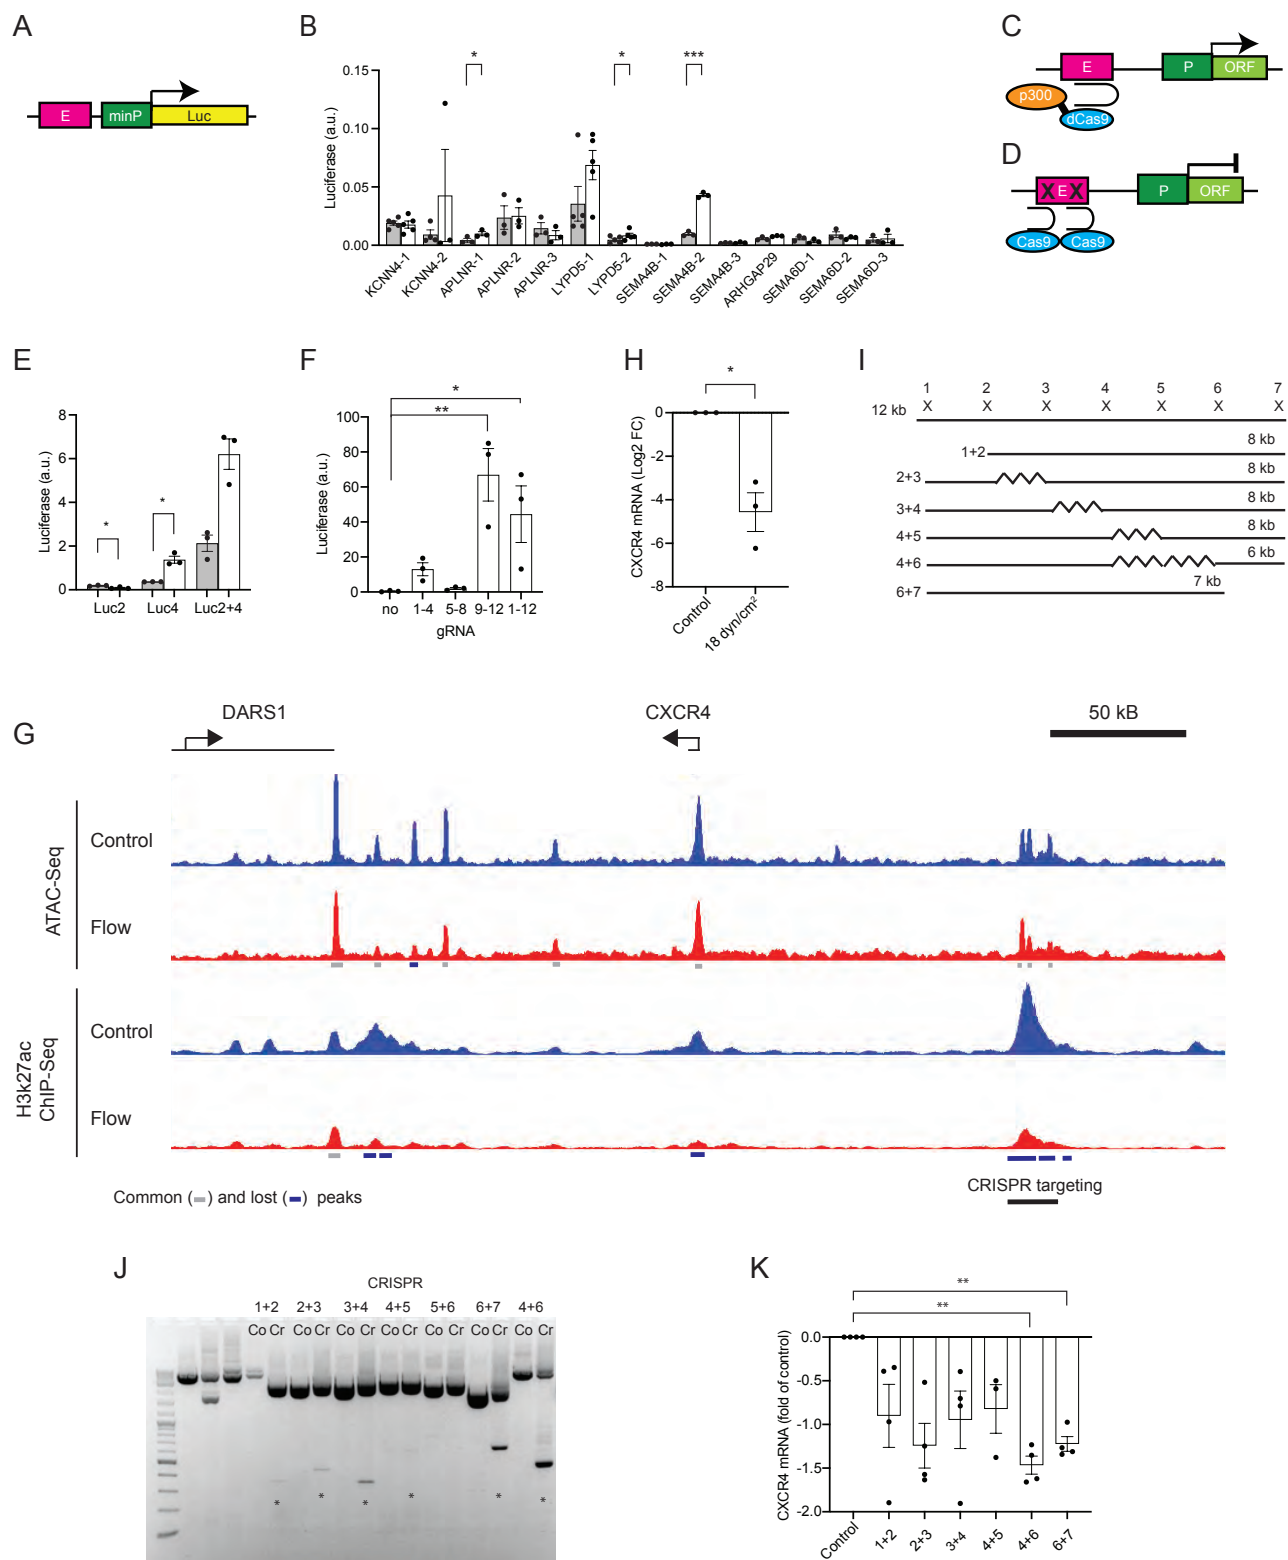 A
E
minP
Luc
B
Luciferase (a.u.)
0.15
0.10
0.05
0.00
*
*
***
KCNN4-1
KCNN4-2
APLNR-1
APLNR-2
APLNR-3
LYPD5-1
LYPD5-2
SEMA4B-1
SEMA4B-2
SEMA4B-3
ARHGAP29
SEMA6D-1
SEMA6D-2
SEMA6D-3
C
E
P
ORF
p300
dCas9
D
X E X
P
ORF
Cas9
Cas9
E
Luciferase (a.u.)
8
6
4
2
0
*
*
Luc2
Luc4
Luc2+4
F
Luciferase (a.u.)
100
80
60
40
20
0
*
**
no
1-4
5-8
9-12
1-12
gRNA
H
CXCR4 mRNA (Log2 FC)
*
0
-2
-4
-6
-8
Control
18 dyn/cm²
I
1 2 3 4 5 6 7
X X X X X X X
12 kb
1+2 8 kb
2+3 8 kb
3+4 8 kb
4+5 8 kb
4+6 6 kb
6+7 7 kb
G
DARS1
CXCR4
50 kB
ATAC-Seq
Control
Flow
H3k27ac
ChIP-Seq
Control
Flow
Common ( ) and lost ( ) peaks
CRISPR targeting
J
CRISPR
1+2 2+3 3+4 4+5 5+6 6+7 4+6
Co Cr Co Cr Co Cr Co Cr Co Cr Co Cr Co Cr
* * * * * *
K
CXCR4 mRNA (fold of control)
**
**
0.0
-0.5
-1.0
-1.5
-2.0
Control
1+2
2+3
3+4
4+5
4+6
6+7